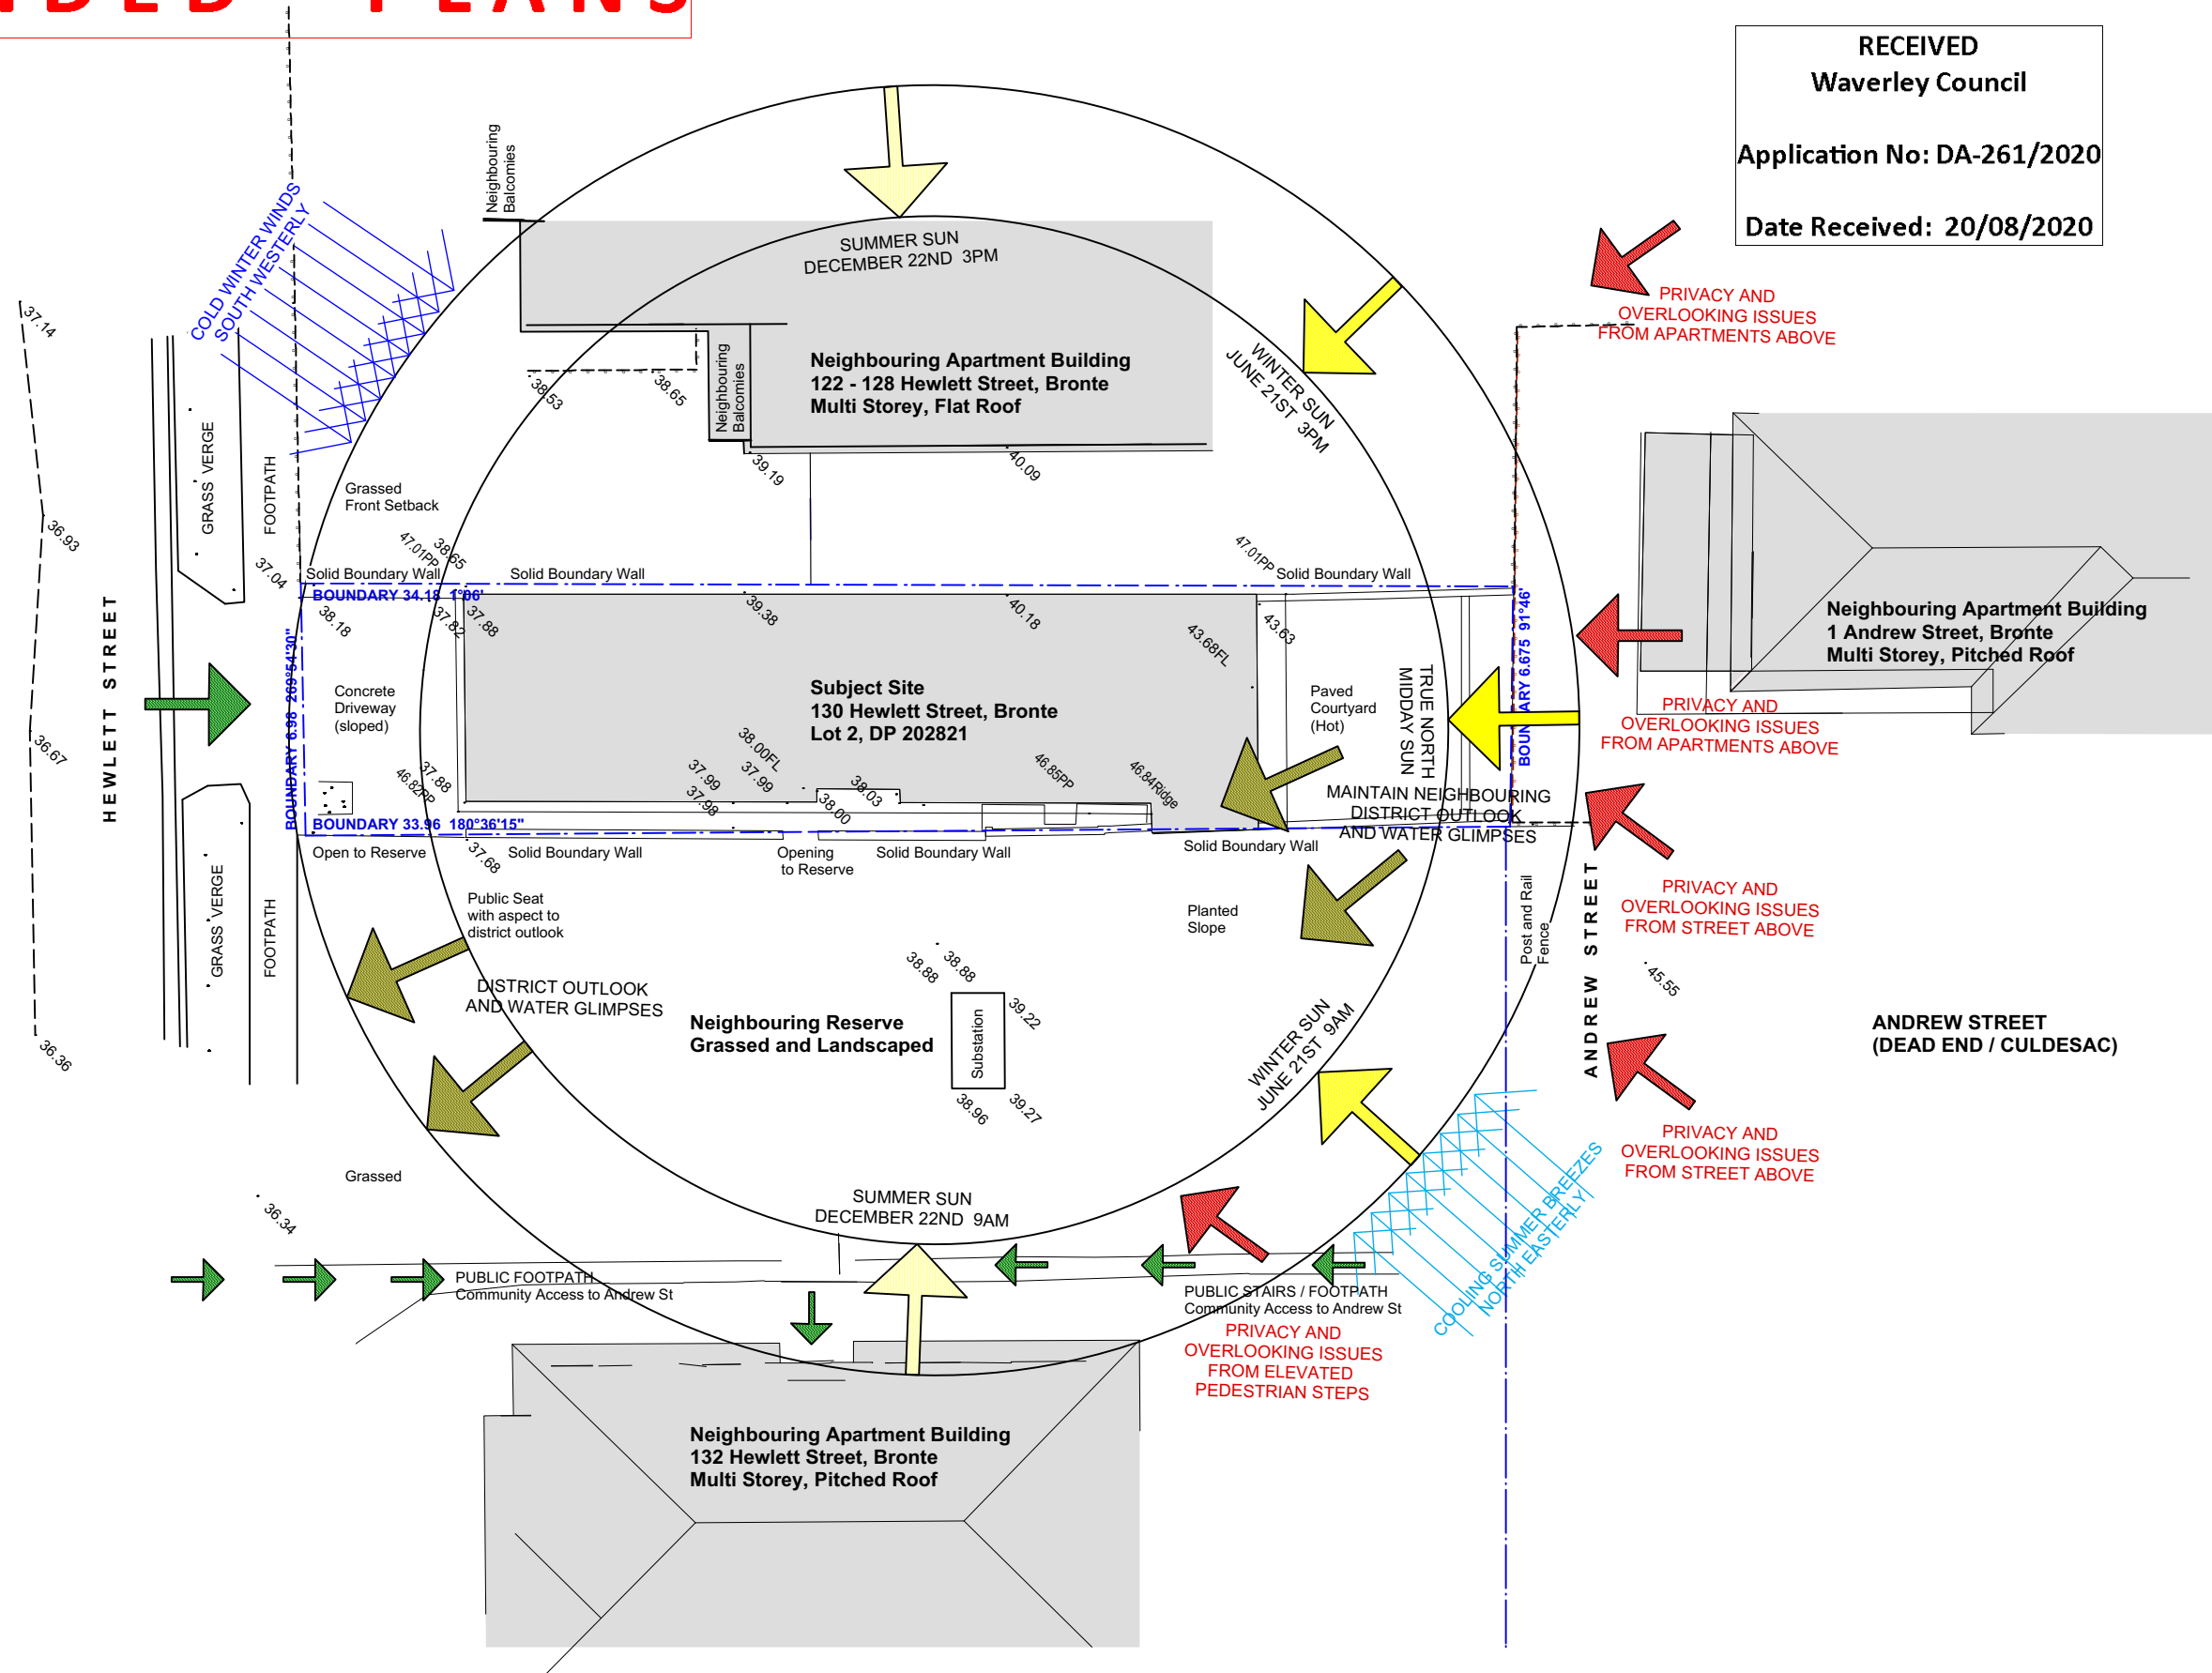 PLANS
RECEIVED
Waverley Council
Application No: DA-261/2020
Date Received: 20/08/2020
Neighbouring
Balcomies
COLD WINTER WINDS
SOUTH WESTERLY
SUMMER SUN
DECEMBER 22ND 3PM
WINTER SUN
JUNE 21ST 3PM
PRIVACY AND
OVERLOOKING ISSUES
FROM APARTMENTS ABOVE
37.14
36.93
36.67
36.36
GRASS VERGE
FOOTPATH
38.53
38.65
Neighbouring
Balcomies
Neighbouring Apartment Building
122 - 128 Hewlett Street, Bronte
Multi Storey, Flat Roof
39.19
40.09
Grassed
Front Setback
47.01PP
38.65
37.04
Solid Boundary Wall
Solid Boundary Wall
47.01PP
Solid Boundary Wall
BOUNDARY 34.18 1°06'
38.18
37.82
37.88
39.38
40.18
43.68FL
43.63
BOUNDARY 6.675 91°46'
Neighbouring Apartment Building
1 Andrew Street, Bronte
Multi Storey, Pitched Roof
HEWLETT STREET
BOUNDARY 6.98 269°54'30"
Concrete
Driveway
(sloped)
Subject Site
130 Hewlett Street, Bronte
Lot 2, DP 202821
Paved
Courtyard
(Hot)
TRUE NORTH
MIDDAY SUN
PRIVACY AND
OVERLOOKING ISSUES
FROM APARTMENTS ABOVE
46.82PP
37.88
37.99
37.98
38.00FL
37.99
38.03
38.00
46.85PP
46.84Ridge
MAINTAIN NEIGHBOURING
DISTRICT OUTLOOK
AND WATER GLIMPSES
BOUNDARY 33.96 180°36'15"
Open to Reserve
37.68
Solid Boundary Wall
Opening
to Reserve
Solid Boundary Wall
Solid Boundary Wall
GRASS VERGE
FOOTPATH
Public Seat
with aspect to
district outlook
Planted
Slope
Post and Rail
Fence
ANDREW STREET
PRIVACY AND
OVERLOOKING ISSUES
FROM STREET ABOVE
45.55
DISTRICT OUTLOOK
AND WATER GLIMPSES
Neighbouring Reserve
Grassed and Landscaped
38.88
38.88
39.22
Substation
38.96
39.27
WINTER SUN
JUNE 21ST 9AM
ANDREW STREET
(DEAD END / CULDESAC)
PRIVACY AND
OVERLOOKING ISSUES
FROM STREET ABOVE
Grassed
36.34
SUMMER SUN
DECEMBER 22ND 9AM
COOLING SUMMER BREEZES
NORTH EASTERLY
PUBLIC FOOTPATH
Community Access to Andrew St
PUBLIC STAIRS / FOOTPATH
Community Access to Andrew St
PRIVACY AND
OVERLOOKING ISSUES
FROM ELEVATED
PEDESTRIAN STEPS
Neighbouring Apartment Building
132 Hewlett Street, Bronte
Multi Storey, Pitched Roof